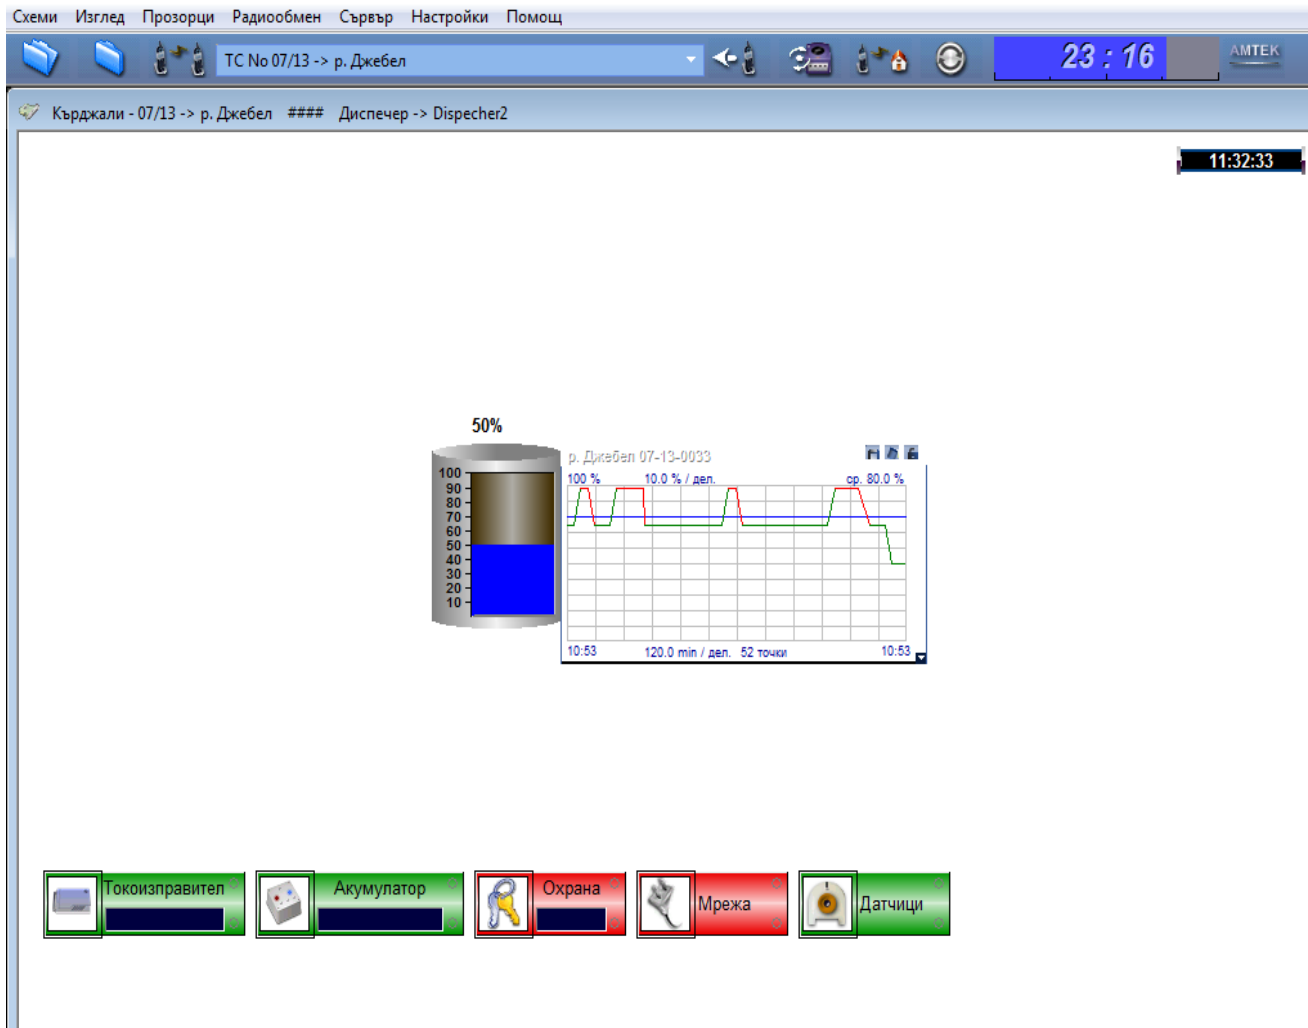 Схеми Изглед Прозорци Радиообмен Сървър Настройки Помощ
TC No 07/13 -> р. Джебел
23 : 16
AMTEK
Кърджали - 07/13 -> р. Джебел #### Диспечер -> Dispecher2
11:32:33
50%
100
90
80
70
60
50
40
30
20
10
р. Джебел 07-13-0033
100 % 10.0 % / дел. ср. 80.0 %
10:53 120.0 min / дел. 52 точки 10:53
Токоизправител
Акумулатор
Охрана
Мрежа
Датчици